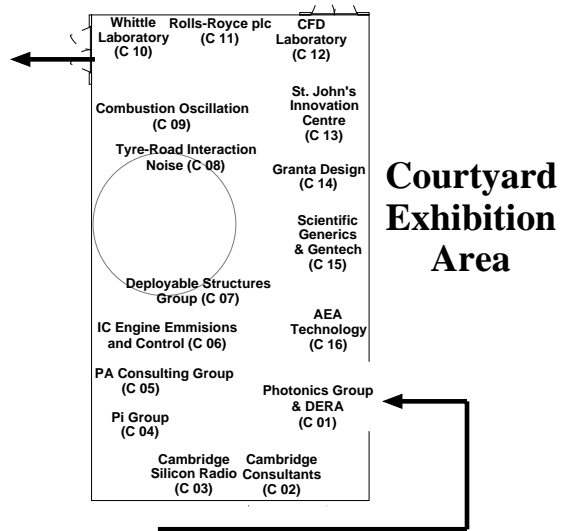 Whittle
Laboratory
(C 10)
Rolls-Royce plc
(C 11)
CFD
Laboratory
(C 12)
Combustion Oscillation
(C 09)
St. John's
Innovation
Centre
(C 13)
Tyre-Road Interaction
Noise (C 08)
Granta Design
(C 14)
Courtyard
Exhibition
Area
Scientific
Generics
& Gentech
(C 15)
Deployable Structures
Group (C 07)
IC Engine Emmisions
and Control (C 06)
AEA
Technology
(C 16)
PA Consulting Group
(C 05)
Photonics Group
& DERA
(C 01)
Pi Group
(C 04)
Cambridge
Silicon Radio
(C 03)
Cambridge
Consultants
(C 02)